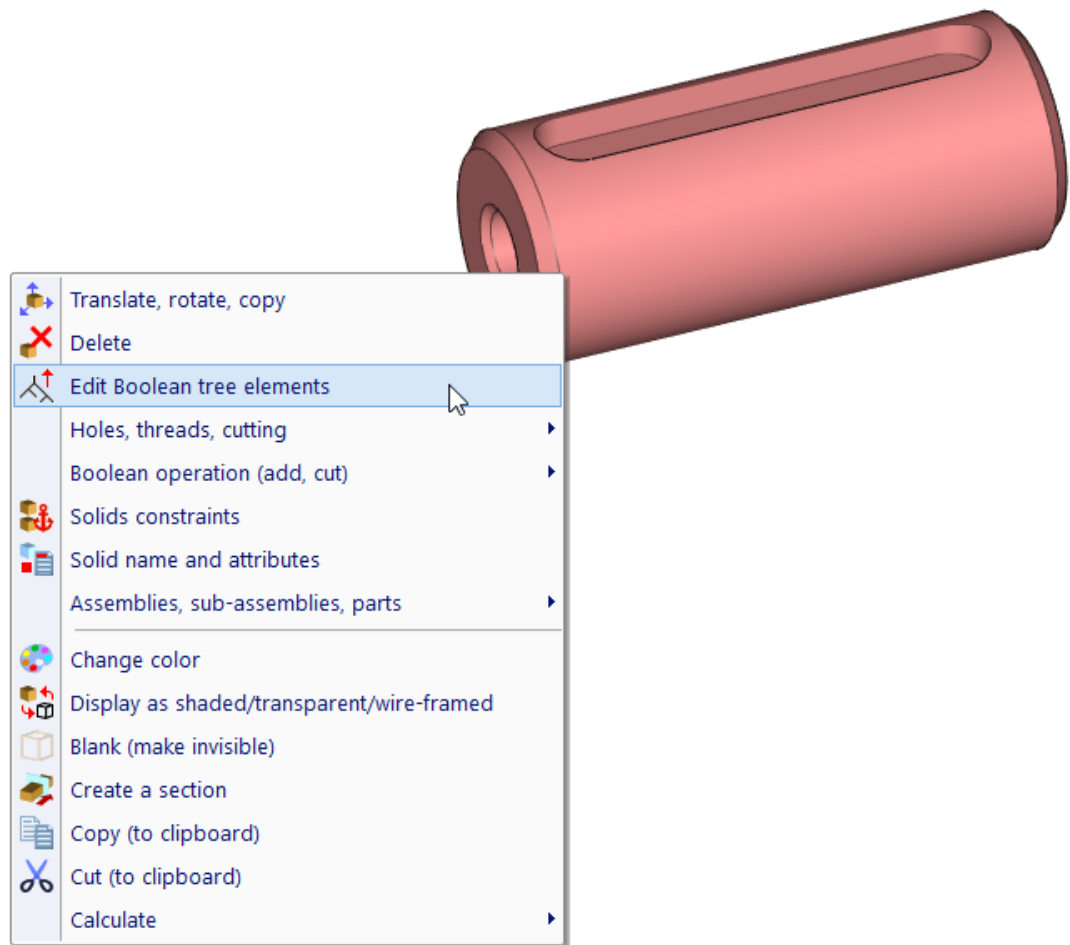 Translate, rotate, copy
Delete
Edit Boolean tree elements
Holes, threads, cutting
Boolean operation (add, cut)
Solids constraints
Solid name and attributes
Assemblies, sub-assemblies, parts
Change color
Display as shaded/transparent/wire-framed
Blank (make invisible)
Create a section
Copy (to clipboard)
Cut (to clipboard)
Calculate